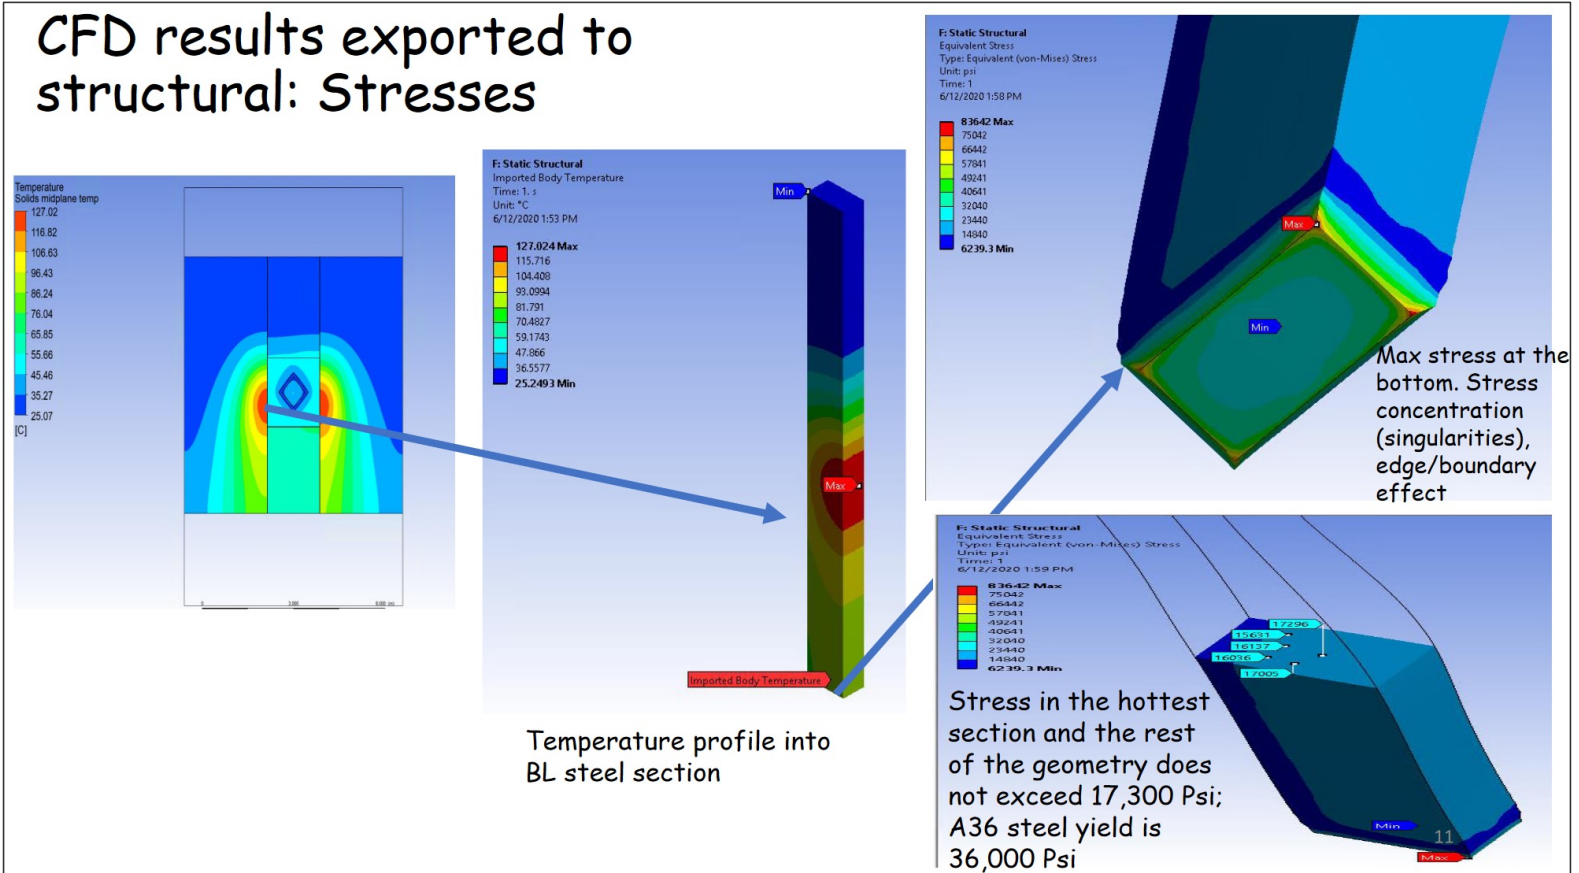 CFD results exported to
structural: Stresses
Temperature
Solids midplane temp
127.02
116.82
106.63
96.43
86.24
76.04
65.85
55.66
45.46
35.27
25.07
[C]
F: Static Structural
Imported Body Temperature
Time: 1. s
Unit: °C
6/12/2020 1:53 PM
127.024 Max
115.716
104.408
93.0994
81.791
70.4827
59.1743
47.866
36.5577
25.2493 Min
Min
Max
Imported Body Temperature
Temperature profile into
BL steel section
F: Static Structural
Equivalent Stress
Type: Equivalent (von-Mises) Stress
Unit: psi
Time: 1
6/12/2020 1:58 PM
83642 Max
75042
66442
57841
49241
40641
32040
23440
14840
6239.3 Min
Max
Min
Max stress at the
bottom. Stress
concentration
(singularities),
edge/boundary
effect
F: Static Structural
Equivalent Stress
Type: Equivalent (von-Mises) Stress
Unit: psi
Time: 1
6/12/2020 1:59 PM
83642 Max
75042
66442
57841
49241
40641
32040
23440
14840
6239.3 Min
17296
15631
16137
16036
17005
Stress in the hottest
section and the rest
of the geometry does
not exceed 17,300 Psi;
A36 steel yield is
36,000 Psi
Min
11
Max